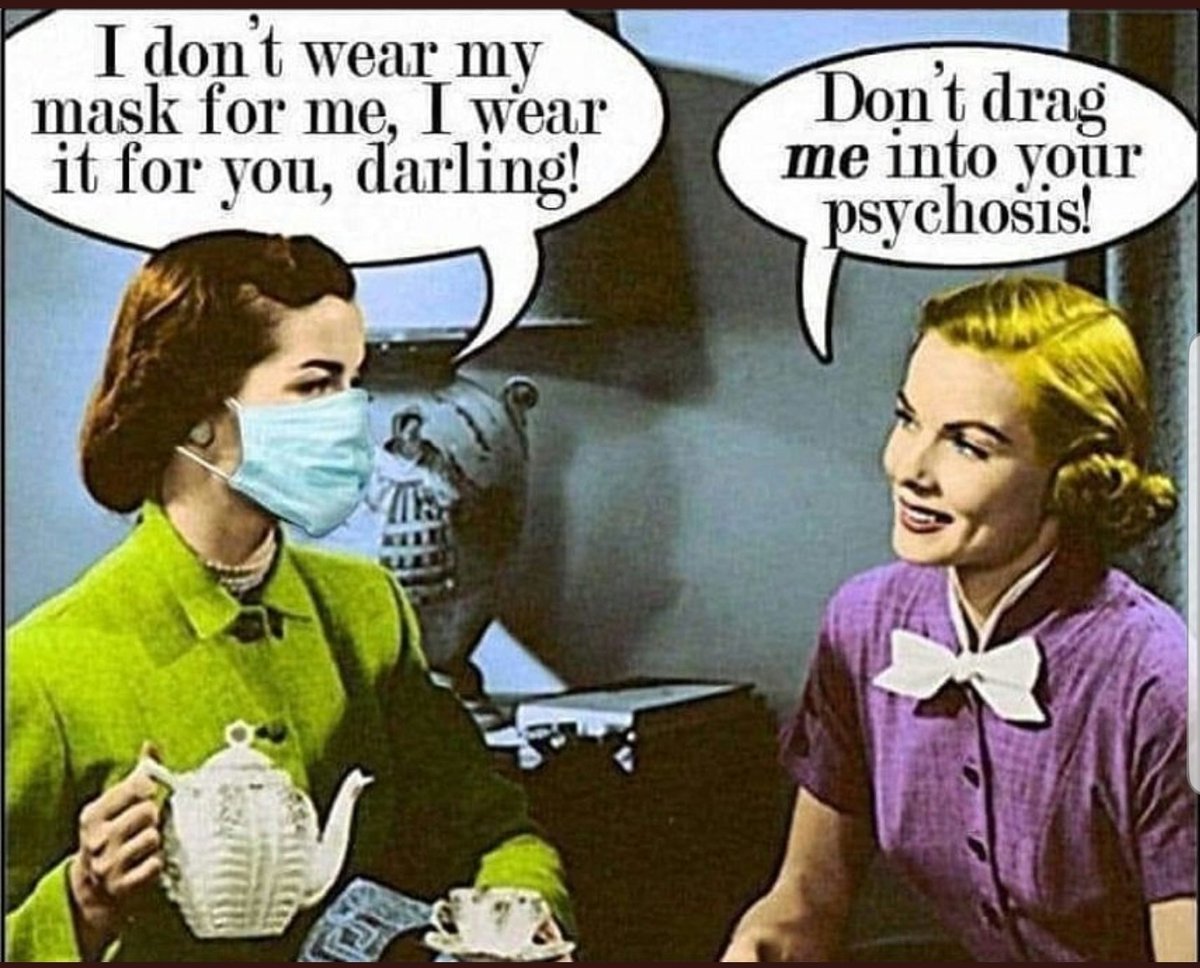 I don't wear my
mask for me, I wear
it for you, darling!
Don't drag
me into your
psychosis!